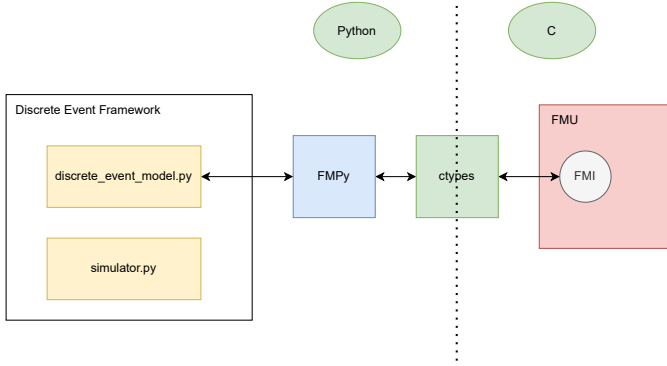 Python
C
Discrete Event Framework
FMU
discrete_event_model.py
FMPy
ctypes
FMI
simulator.py